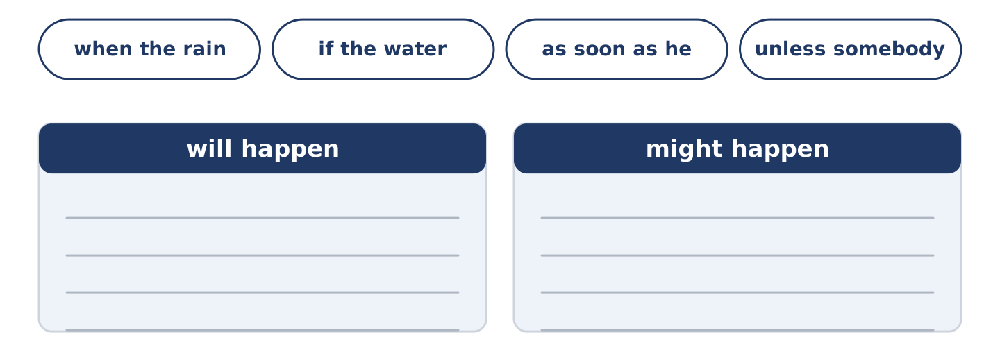 when the rain
if the water
as soon as he
unless somebody
will happen
might happen